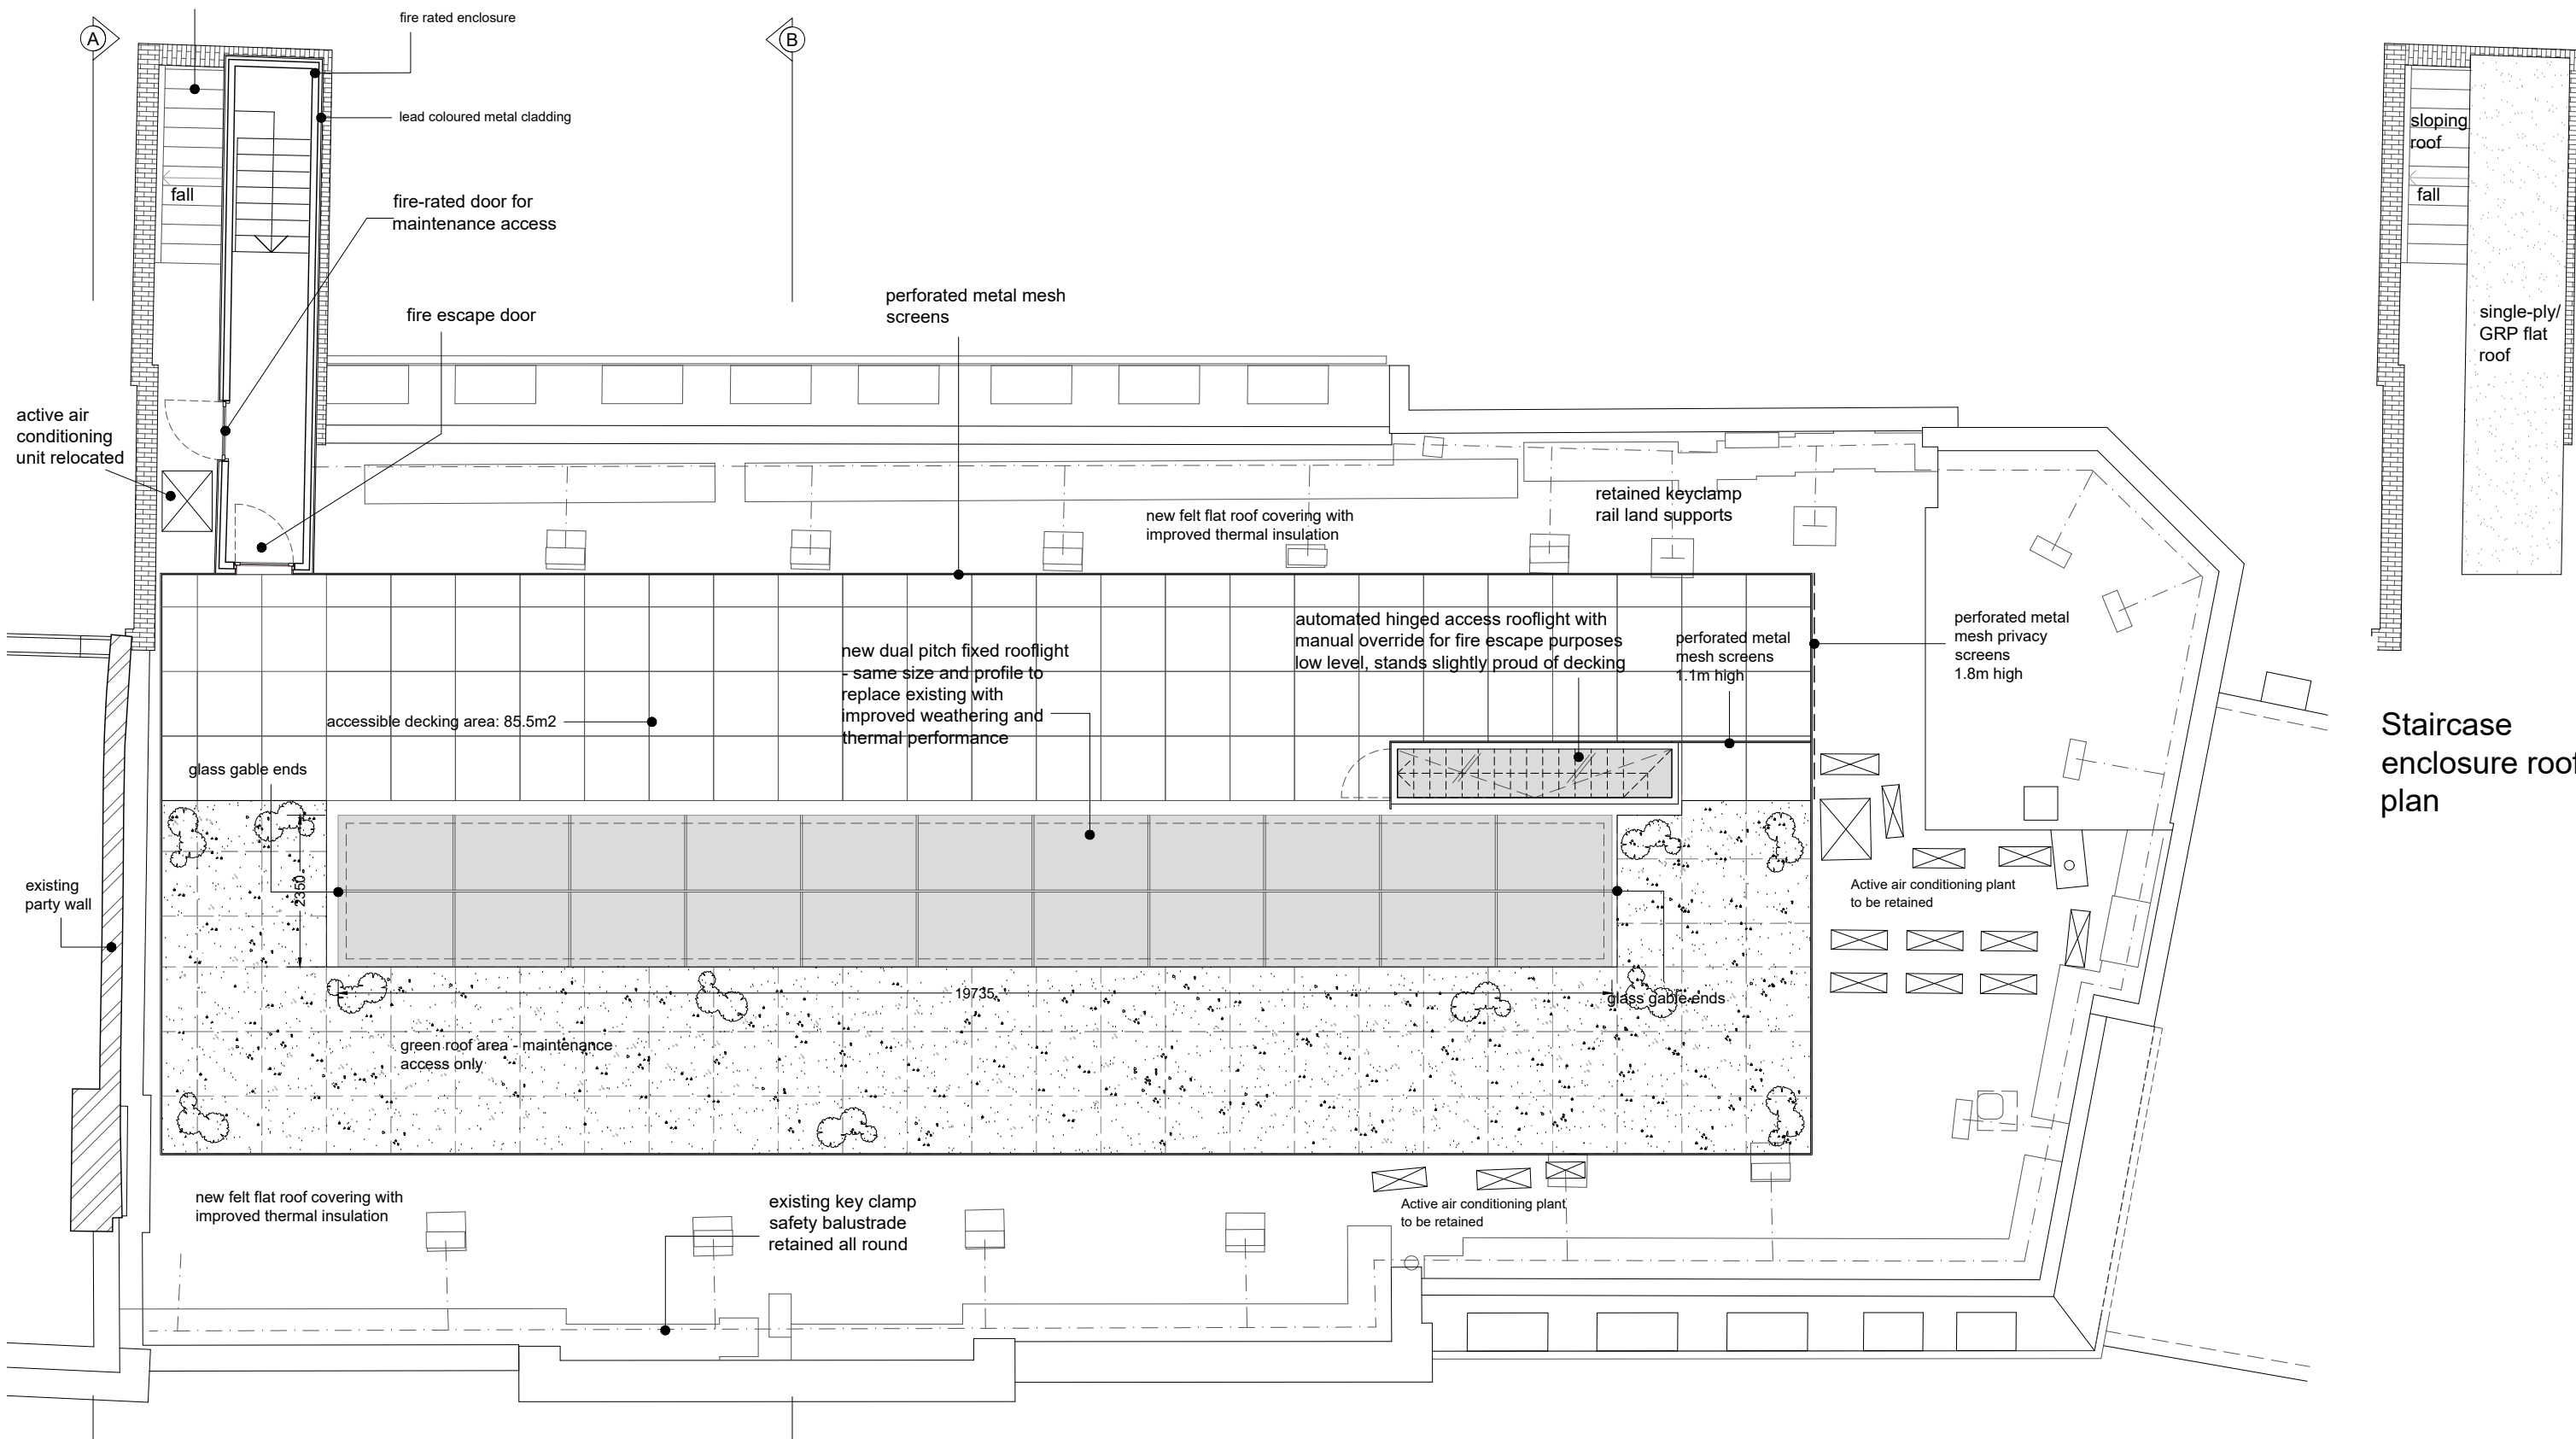 A
B
fire rated enclosure
lead coloured metal cladding
sloping
roof
fall
fall
fire-rated door for
maintenance access
fire escape door
perforated metal mesh
screens
single-ply/
GRP flat
roof
active air
conditioning
unit relocated
retained keyclamp
rail land supports
new felt flat roof covering with
improved thermal insulation
automated hinged access rooflight with
manual override for fire escape purposes
low level, stands slightly proud of decking
perforated metal
mesh screens
1.1m high
perforated metal
mesh privacy
screens
1.8m high
new dual pitch fixed rooflight
- same size and profile to
replace existing with
improved weathering and
thermal performance
accessible decking area: 85.5m2
Staircase
enclosure roof
plan
glass gable ends
2350
existing
party wall
Active air conditioning plant
to be retained
19735
glass gable ends
green roof area - maintenance
access only
new felt flat roof covering with
improved thermal insulation
existing key clamp
safety balustrade
retained all round
Active air conditioning plant
to be retained